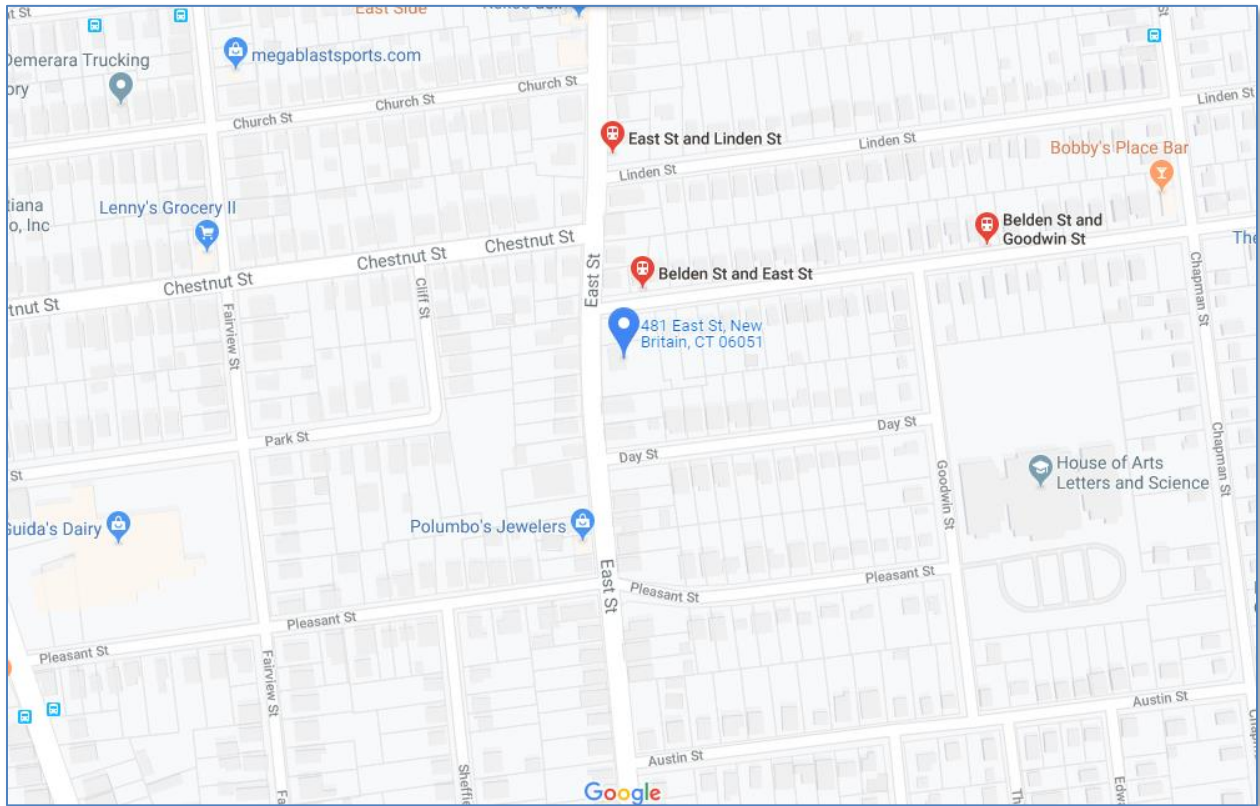 East Side
megablastsports.com
Demerara Trucking
ory
Church St
Church St
Church St
East St and Linden St
Linden St
Linden St
Linden St
Bobby's Place Bar
tiana
o, Inc
Lenny's Grocery II
Belden St and
Goodwin St
The
Chestnut St
Chestnut St
Chestnut St
tnut St
East St
Belden St and East St
Cliff St
Fairview St
Chapman St
481 East St, New
Britain, CT 06051
Park St
St
Day St
Day St
House of Arts
Letters and Science
Goodwin St
Chapman St
Guida's Dairy
Polumbo's Jewelers
East St
Pleasant St
Pleasant St
Pleasant St
Pleasant St
Fairview St
Austin St
Austin St
Sheffie
Fa
Th
Edw
Google